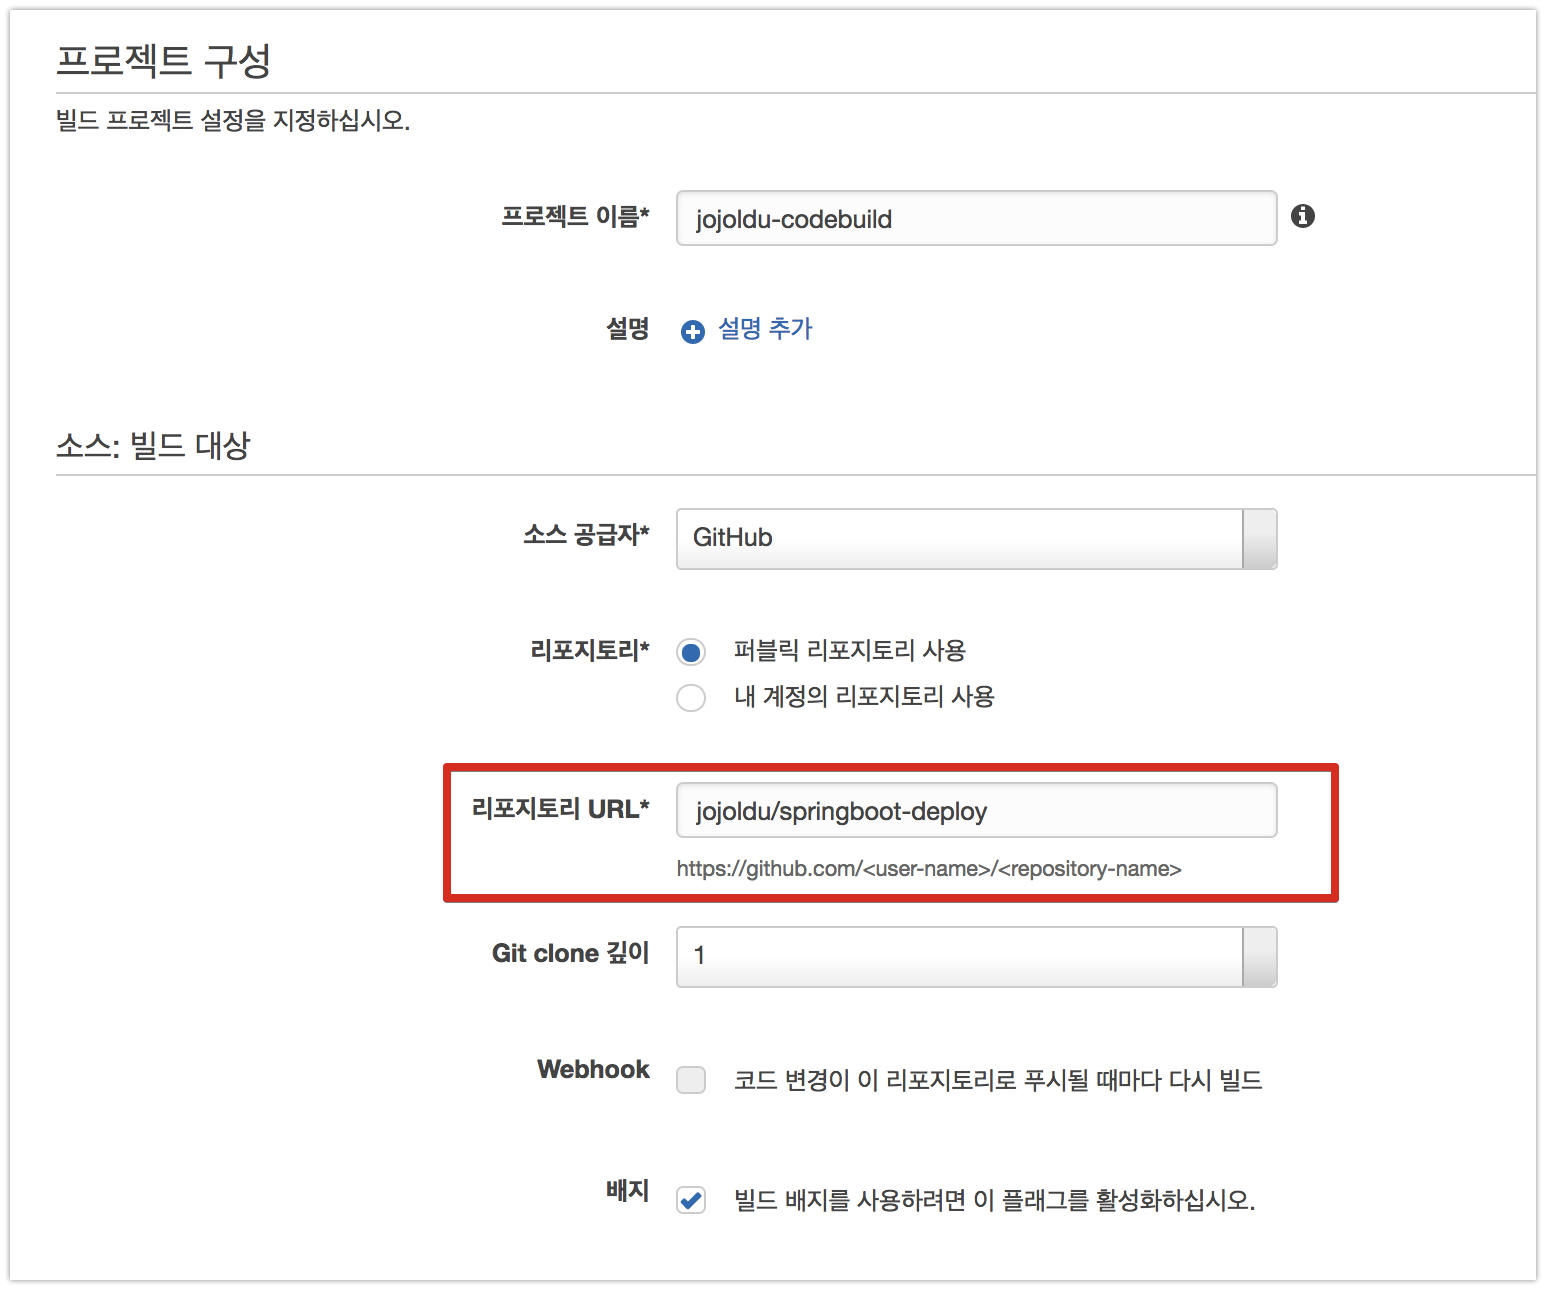 프로젝트 구성
빌드 프로젝트 설정을 지정하십시오.
프로젝트 이름* jojoldu-codebuild
설명 설명 추가
소스: 빌드 대상
소스 공급자* GitHub
리포지토리* 퍼블릭 리포지토리 사용
내 계정의 리포지토리 사용
리포지토리 URL* jojoldu/springboot-deploy
https://github.com/<user-name>/<repository-name>
Git clone 깊이 1
Webhook 코드 변경이 이 리포지토리로 푸시될 때마다 다시 빌드
배지 빌드 배지를 사용하려면 이 플래그를 활성화하십시오.